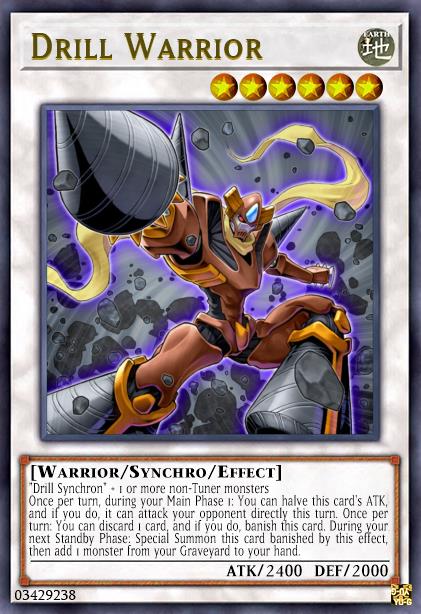 DRILL WARRIOR
EARTH
地
[WARRIOR/SYNCHRO/EFFECT]
"Drill Synchron" + 1 or more non-Tuner monsters
Once per turn, during your Main Phase 1: You can halve this card's ATK,
and if you do, it can attack your opponent directly this turn. Once per
turn: You can discard 1 card, and if you do, banish this card. During your
next Standby Phase: Special Summon this card banished by this effect,
then add 1 monster from your Graveyard to your hand.
ATK/2400 DEF/2000
03429238